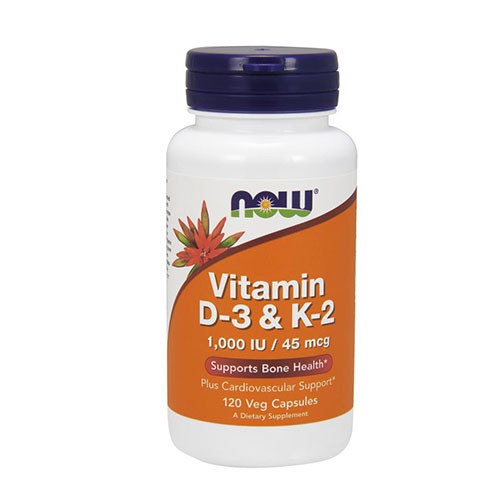 NOW®
Vitamin
D-3 & K-2
1,000 IU / 45 mcg
Supports Bone Health*
Plus Cardiovascular Support*
120 Veg Capsules
A Dietary Supplement